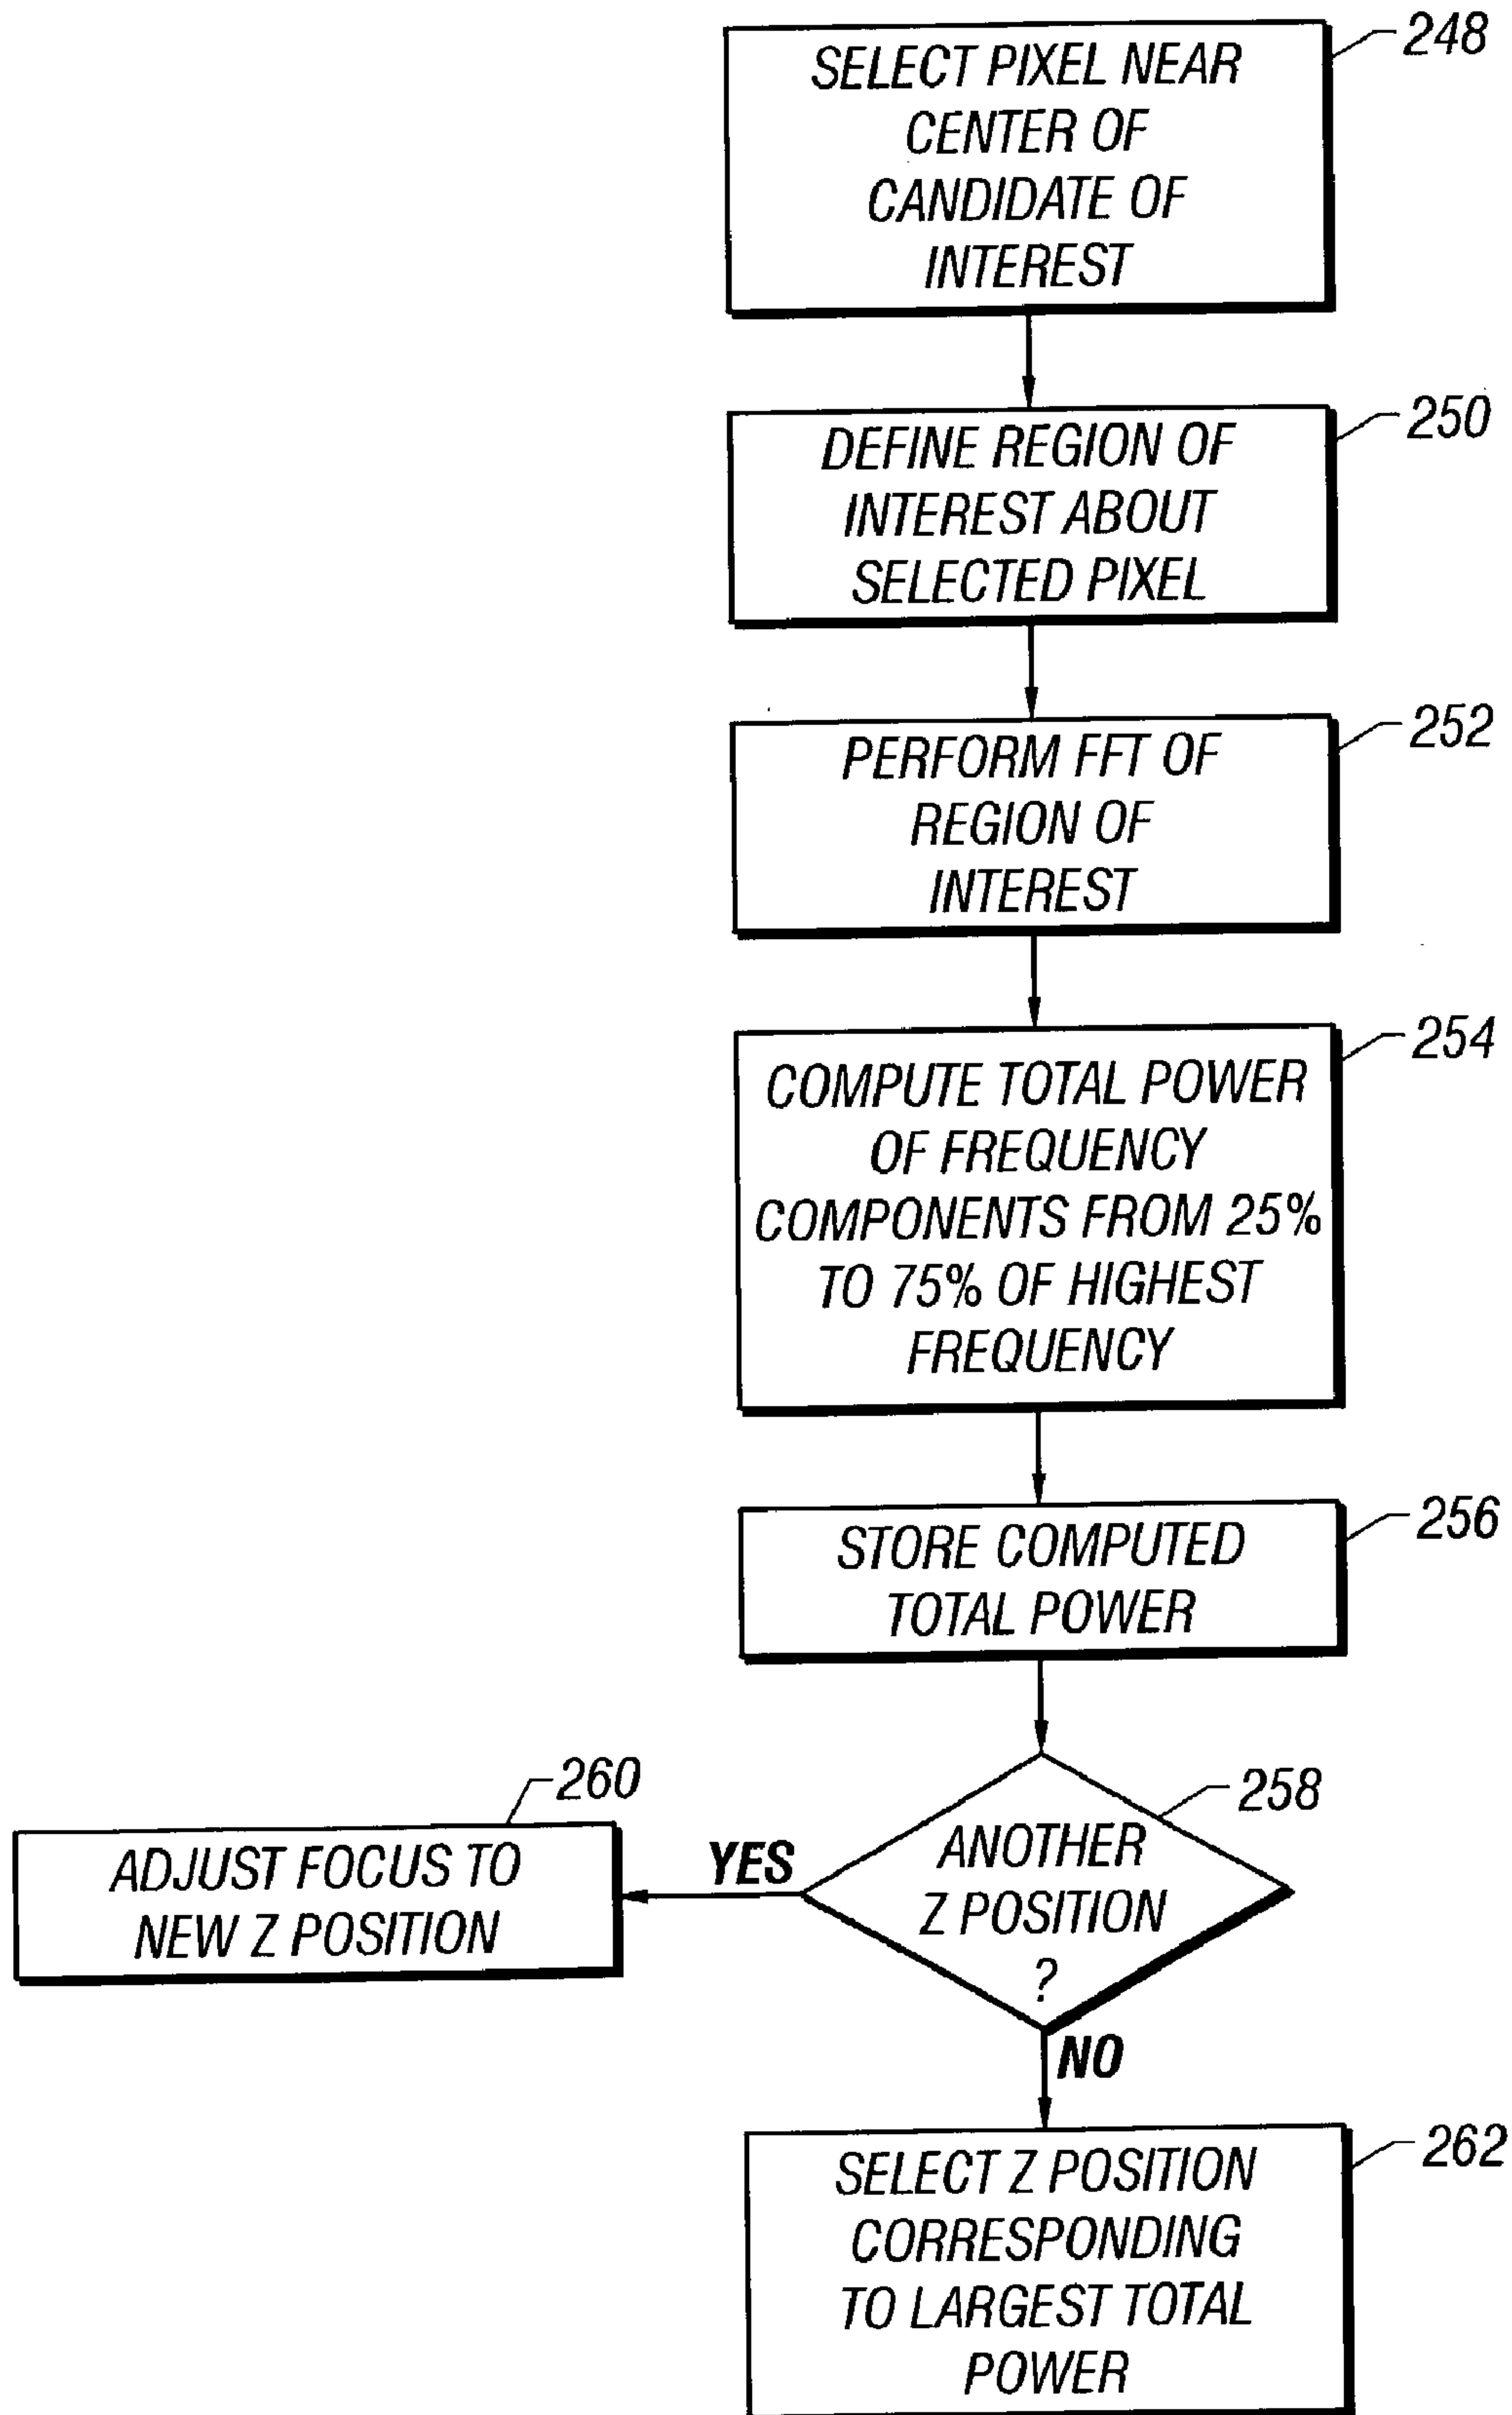 248
SELECT PIXEL NEAR
CENTER OF
CANDIDATE OF
INTEREST
250
DEFINE REGION OF
INTEREST ABOUT
SELECTED PIXEL
252
PERFORM FFT OF
REGION OF
INTEREST
254
COMPUTE TOTAL POWER
OF FREQUENCY
COMPONENTS FROM 25%
TO 75% OF HIGHEST
FREQUENCY
256
STORE COMPUTED
TOTAL POWER
258
ANOTHER
Z POSITION
?
YES
260
ADJUST FOCUS TO
NEW Z POSITION
NO
262
SELECT Z POSITION
CORRESPONDING
TO LARGEST TOTAL
POWER